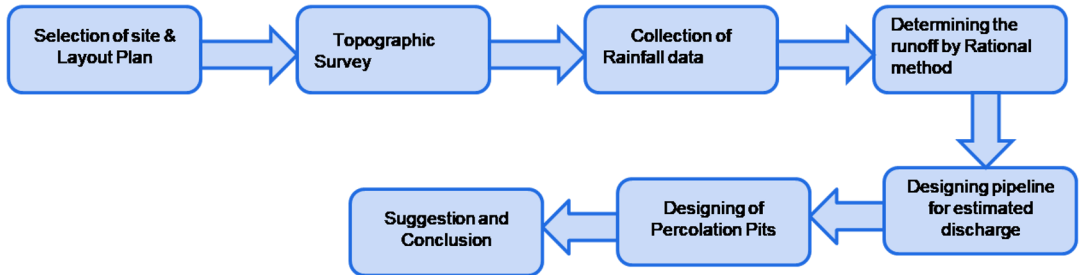 Selection of site &
Layout Plan
Topographic
Survey
Collection of
Rainfall data
Determining the
runoff by Rational
method
Designing pipeline
for estimated
discharge
Designing of
Percolation Pits
Suggestion and
Conclusion